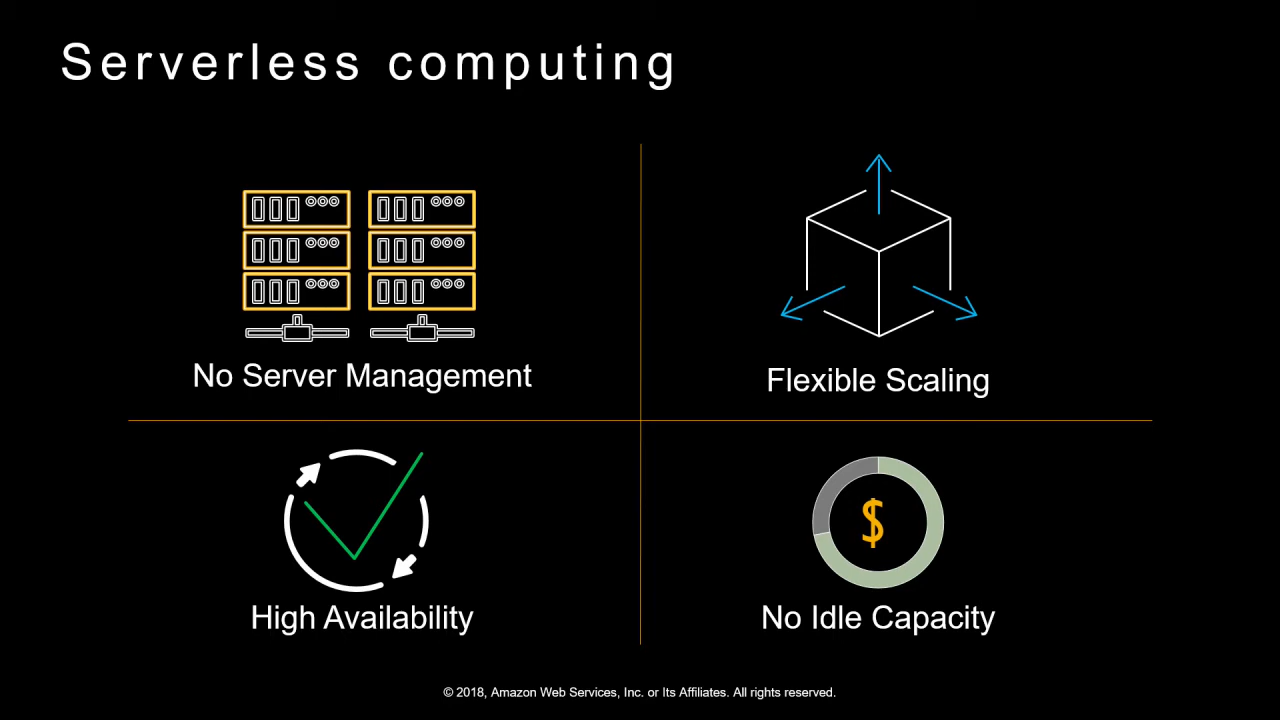 Serverless computing
No Server Management
Flexible Scaling
High Availability
$
No Idle Capacity
© 2018, Amazon Web Services, Inc. or Its Affiliates. All rights reserved.